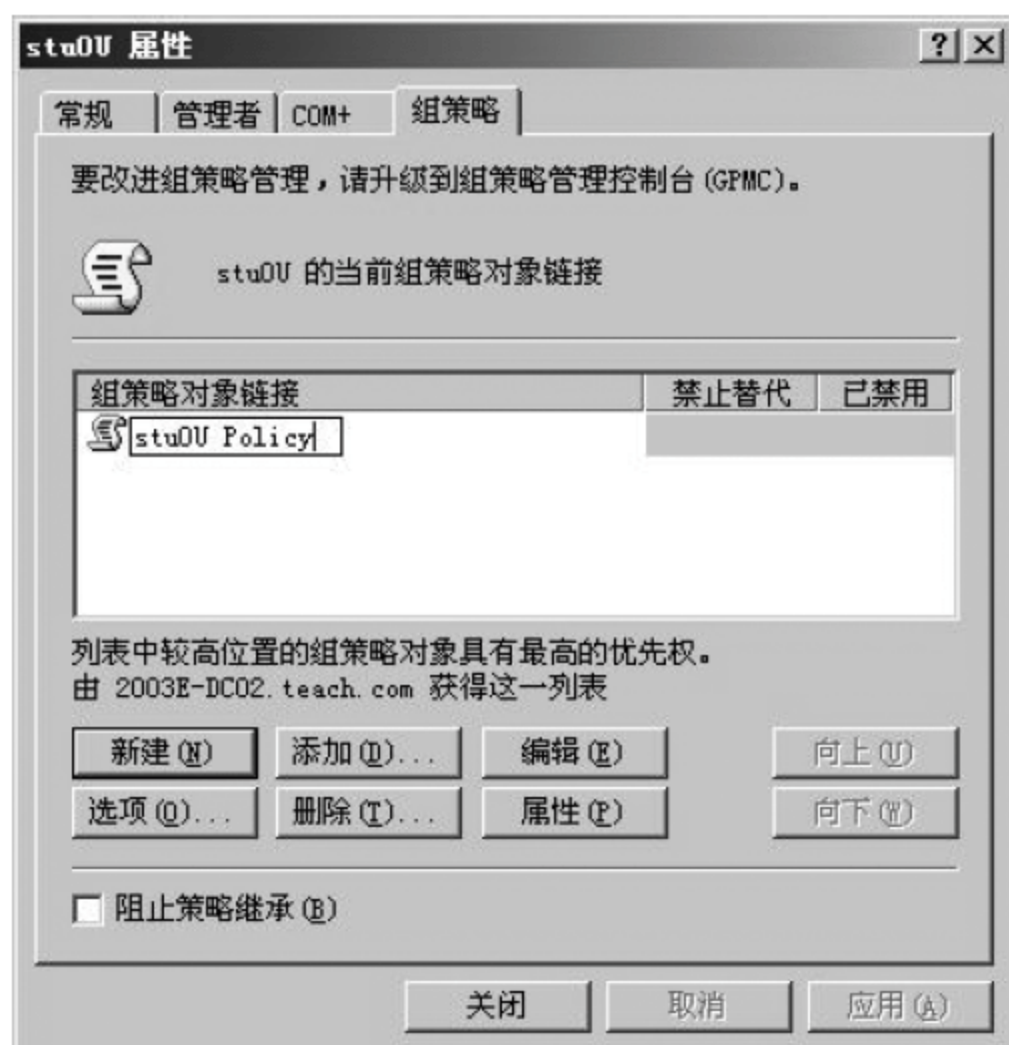 stuOU 属性
常规 管理者 COM+ 组策略
要改进组策略管理，请升级到组策略管理控制台(GPMC)。
stuOU 的当前组策略对象链接
组策略对象链接 禁止替代 已禁用
stuOU Policy
列表中较高位置的组策略对象具有最高的优先权。
由 2003E-DC02.teach.com 获得这一列表
新建(N) 添加(D)... 编辑(E) 向上(U)
选项(O)... 删除(T)... 属性(P) 向下(W)
阻止策略继承(B)
关闭 取消 应用(A)